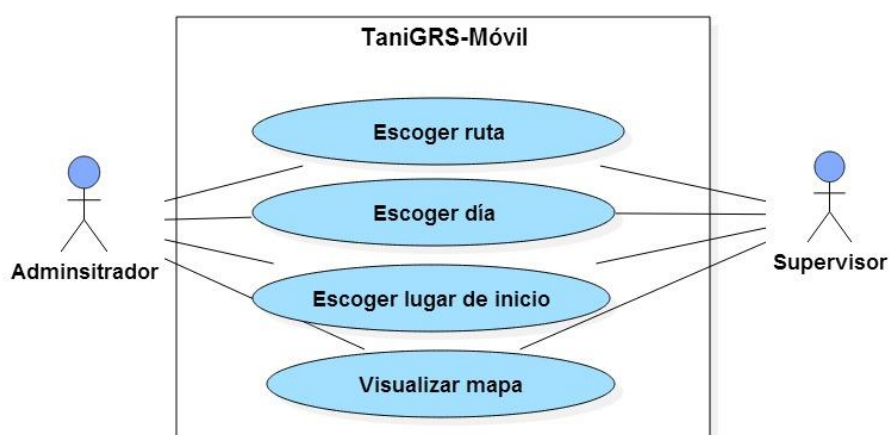 TaniGRS-Móvil
Escoger ruta
Escoger día
Adminsitrador
Supervisor
Escoger lugar de inicio
Visualizar mapa